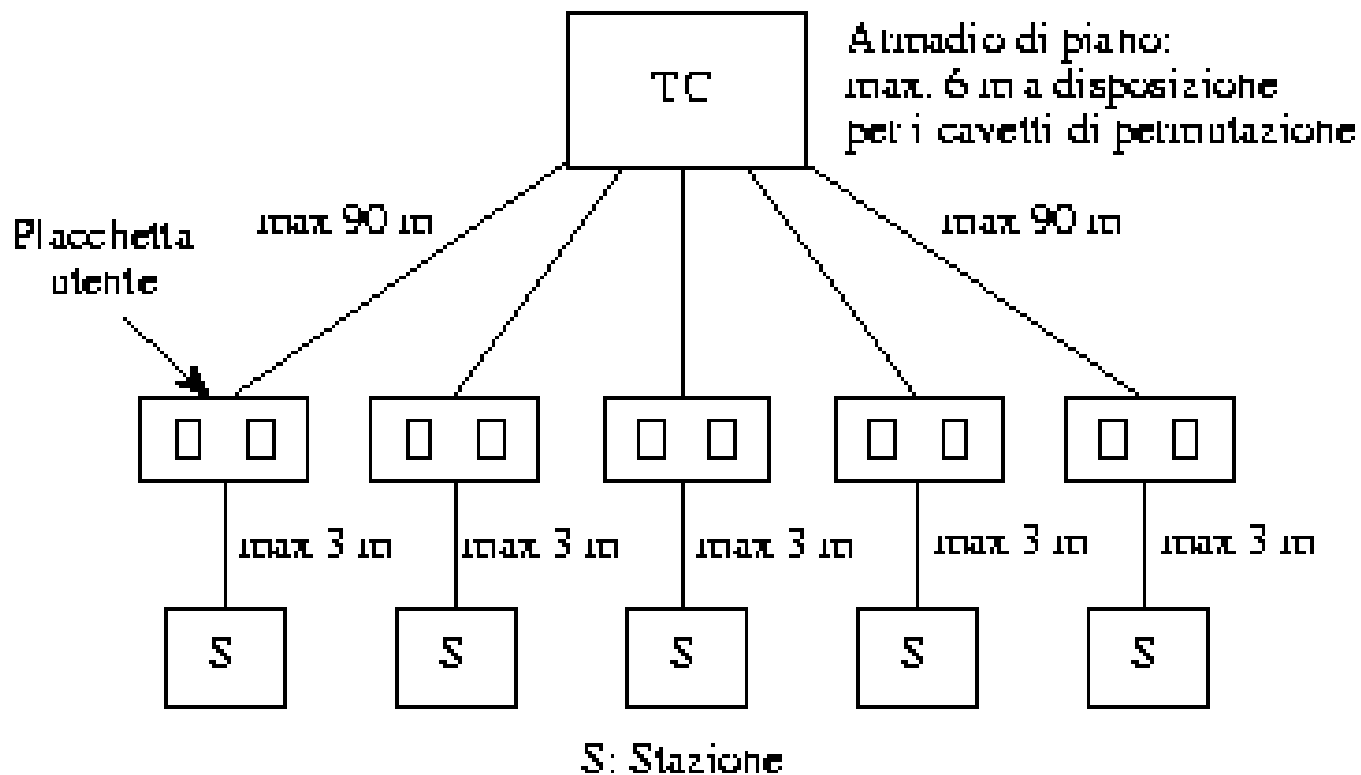 TC
Armadio di piano:
max. 6 m a disposizione
per i cavetti di permutazione
Placchetta
utente
max 90 m
max 90 m
max 3 m
max 3 m
max 3 m
max 3 m
max 3 m
S
S
S
S
S
S: Stazione